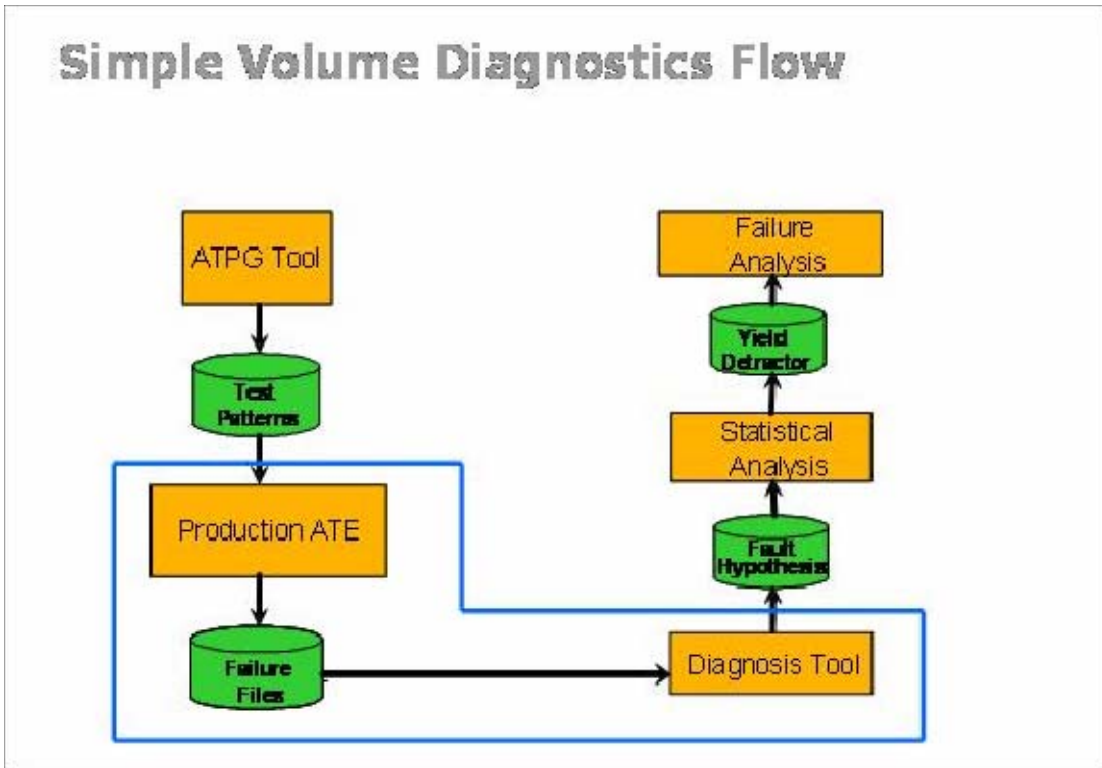 Simple Volume Diagnostics Flow
ATPG Tool
Test
Patterns
Production ATE
Failure
Files
Diagnosis Tool
Fault
Hypothesis
Statistical
Analysis
Yield
Detractor
Failure
Analysis